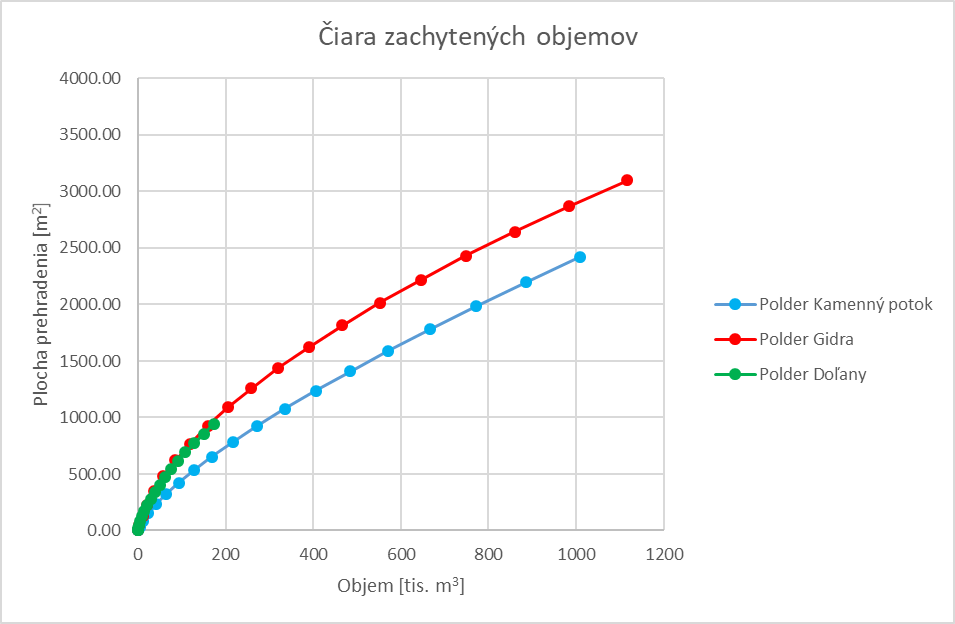 Čiara zachytených objemov
4000.00
3500.00
3000.00
2500.00
2000.00
1500.00
1000.00
500.00
0.00
Plocha prehradenia [m²]
0 200 400 600 800 1000 1200
Objem [tis. m³]
Polder Kamenný potok
Polder Gidra
Polder Doľany